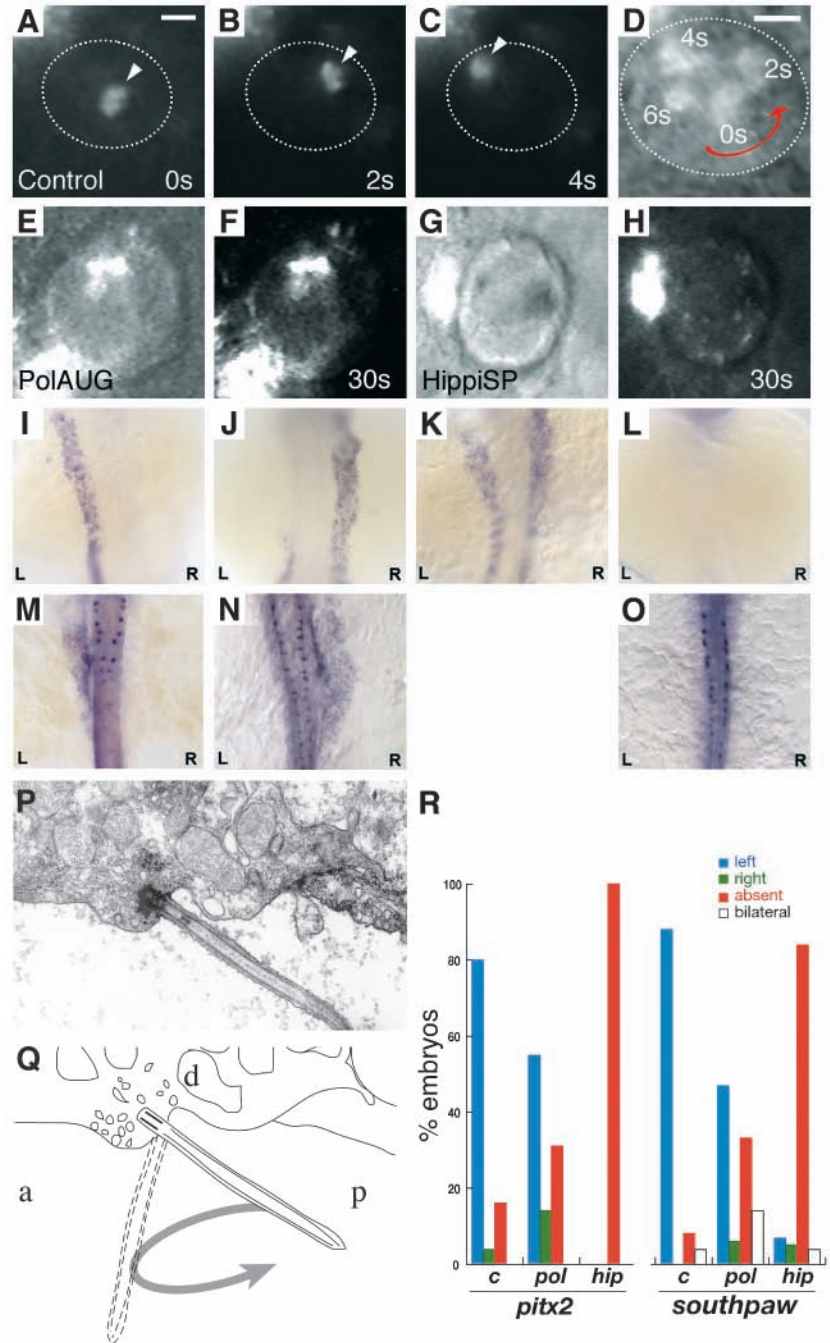 A
B
C
D
Control
0s
2s
4s
4s
2s
6s
0s
E
F
G
H
PolAUG
30s
HippiSP
30s
I
J
K
L
L
R
L
R
L
R
L
R
M
N
O
L
R
L
R
L
R
P
R
left
right
absent
bilateral
100
80
60
40
20
0
% embryos
c
pol
hip
c
pol
hip
pitx2
southpaw
Q
d
a
p